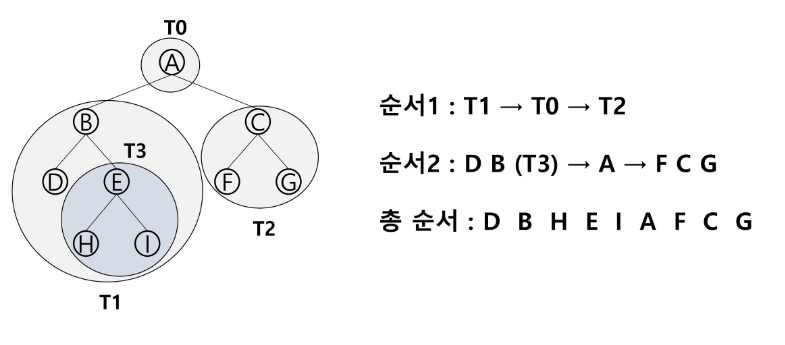 T0
A
B
C
T3
D
E
F
G
H
I
T2
T1
순서1 : T1 → T0 → T2
순서2 : D B (T3) → A → F C G
총 순서 : D B H E I A F C G